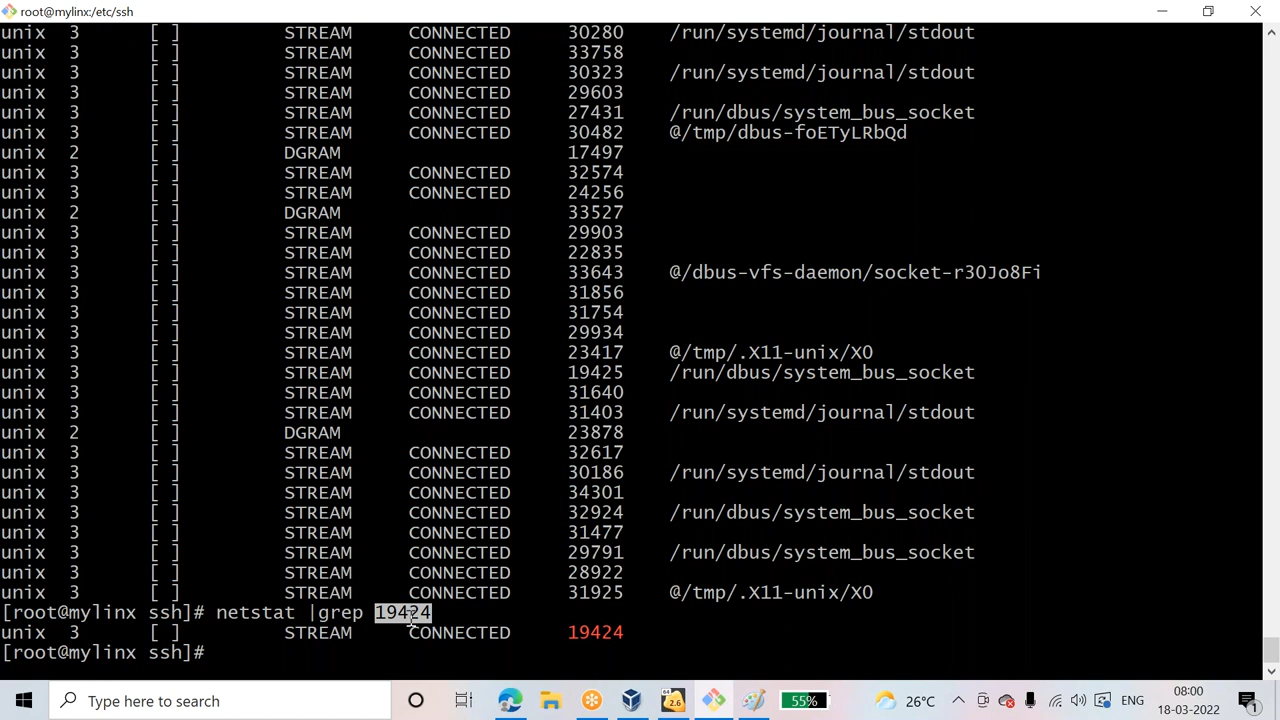 root@mylinx:/etc/ssh
unix 3 [ ] STREAM CONNECTED 30280 /run/systemd/journal/stdout
unix 3 [ ] STREAM CONNECTED 33758
unix 3 [ ] STREAM CONNECTED 30323 /run/systemd/journal/stdout
unix 3 [ ] STREAM CONNECTED 29603
unix 3 [ ] STREAM CONNECTED 27431 /run/dbus/system_bus_socket
unix 3 [ ] STREAM CONNECTED 30482 @/tmp/dbus-foETyLRbQd
unix 2 [ ] DGRAM 17497
unix 3 [ ] STREAM CONNECTED 32574
unix 3 [ ] STREAM CONNECTED 24256
unix 2 [ ] DGRAM 33527
unix 3 [ ] STREAM CONNECTED 29903
unix 3 [ ] STREAM CONNECTED 22835
unix 3 [ ] STREAM CONNECTED 33643 @/dbus-vfs-daemon/socket-r3OJo8Fi
unix 3 [ ] STREAM CONNECTED 31856
unix 3 [ ] STREAM CONNECTED 31754
unix 3 [ ] STREAM CONNECTED 29934
unix 3 [ ] STREAM CONNECTED 23417 @/tmp/.X11-unix/X0
unix 3 [ ] STREAM CONNECTED 19425 /run/dbus/system_bus_socket
unix 3 [ ] STREAM CONNECTED 31640
unix 3 [ ] STREAM CONNECTED 31403 /run/systemd/journal/stdout
unix 2 [ ] DGRAM 23878
unix 3 [ ] STREAM CONNECTED 32617
unix 3 [ ] STREAM CONNECTED 30186 /run/systemd/journal/stdout
unix 3 [ ] STREAM CONNECTED 34301
unix 3 [ ] STREAM CONNECTED 32924 /run/dbus/system_bus_socket
unix 3 [ ] STREAM CONNECTED 31477
unix 3 [ ] STREAM CONNECTED 29791 /run/dbus/system_bus_socket
unix 3 [ ] STREAM CONNECTED 28922
unix 3 [ ] STREAM CONNECTED 31925 @/tmp/.X11-unix/X0
[root@mylinx ssh]# netstat |grep 19424
unix 3 [ ] STREAM CONNECTED 19424
[root@mylinx ssh]#
Type here to search
64
2.6
55%
26°C
ENG
08:00
18-03-2022
1